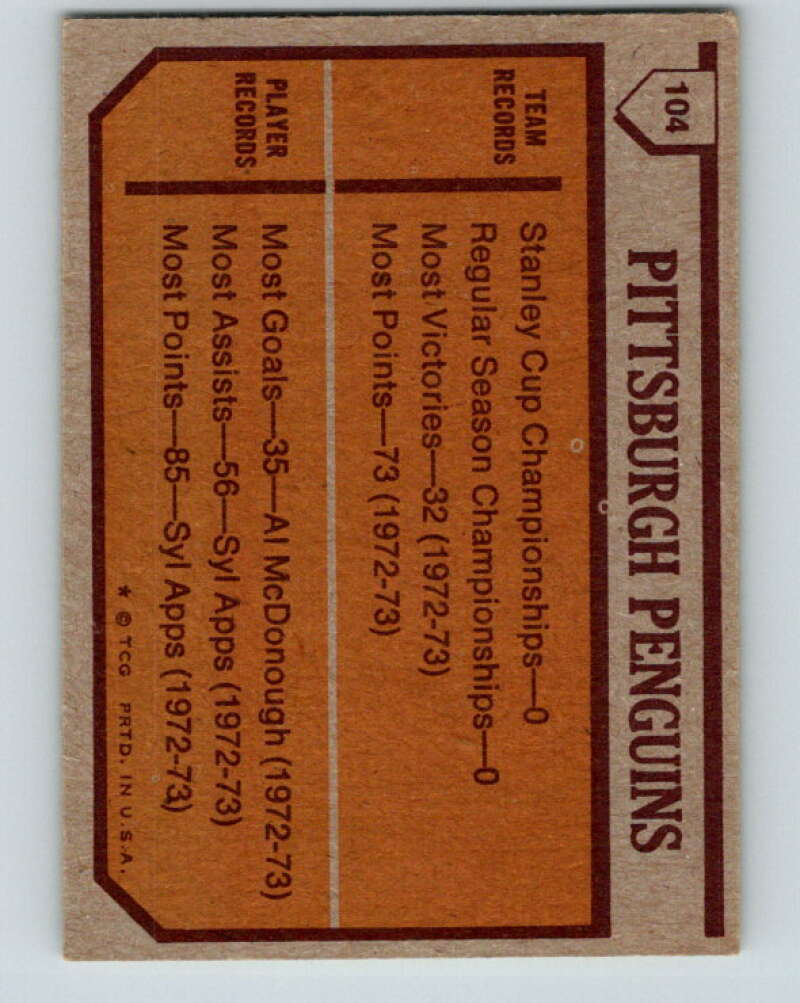 104
PITTSBURGH PENGUINS
TEAM
RECORDS
Stanley Cup Championships—0
Regular Season Championships—0
Most Victories—32 (1972-73)
Most Points—73 (1972-73)
PLAYER
RECORDS
Most Goals—35—Al McDonough (1972-73)
Most Assists—56—Syl Apps (1972-73)
Most Points—85—Syl Apps (1972-73)
* © TCG PRTD. IN U.S.A.